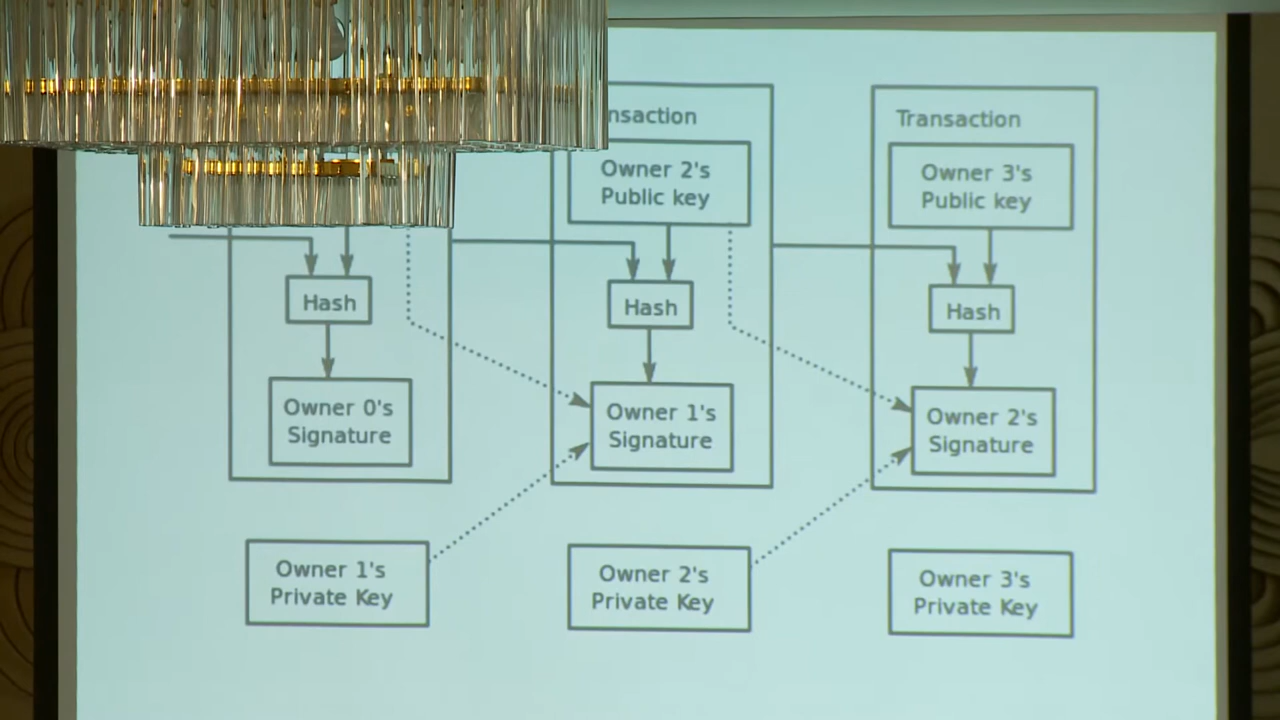 nsaction
Transaction
Owner 2's
Public key
Owner 3's
Public key
Hash
Hash
Hash
Owner 0's
Signature
Owner 1's
Signature
Owner 2's
Signature
Owner 1's
Private Key
Owner 2's
Private Key
Owner 3's
Private Key